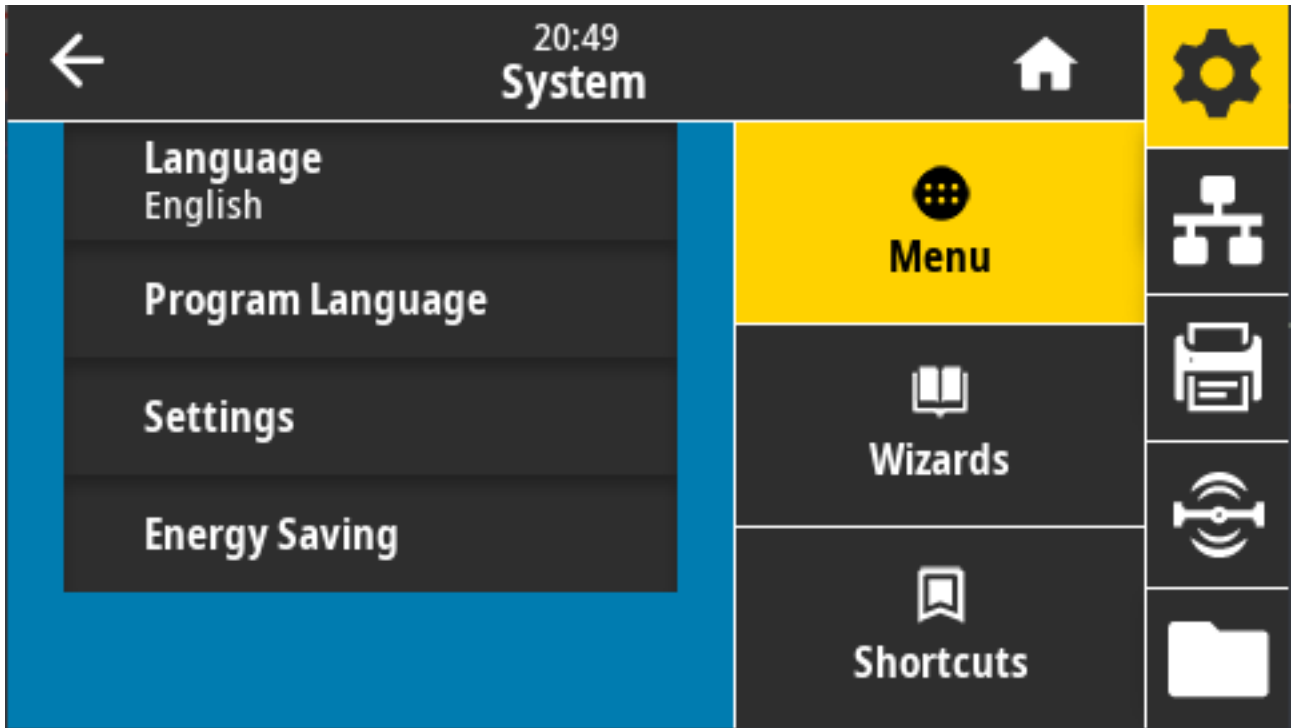 20:49
System
Language
English
Program Language
Settings
Energy Saving
Menu
Wizards
Shortcuts